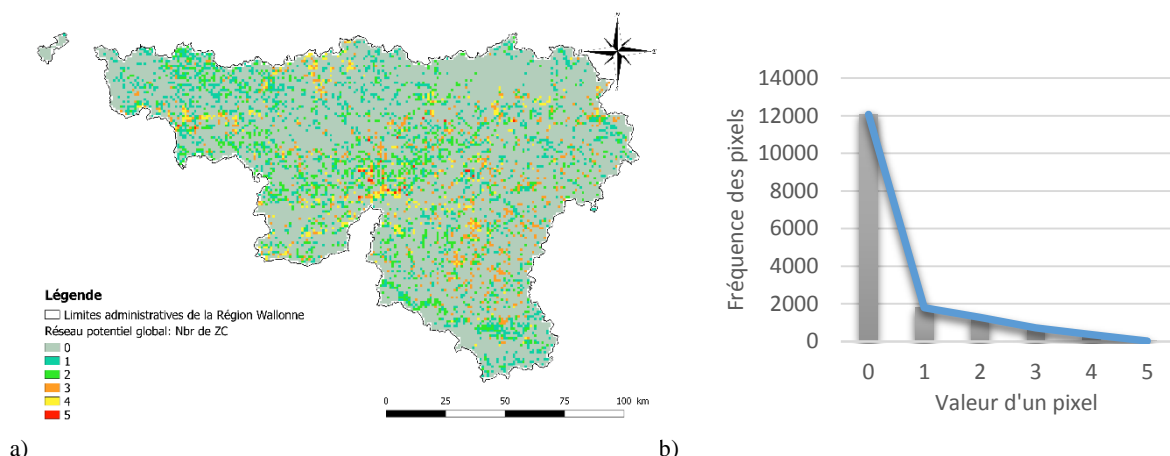 Légende
Limites administratives de la Région Wallonne
Réseau potentiel global: Nbr de ZC
0
1
2
3
4
5
0 25 50 75 100 km
a)
14000
12000
10000
8000
6000
4000
2000
0
Fréquence des pixels
0 1 2 3 4 5
Valeur d'un pixel
b)